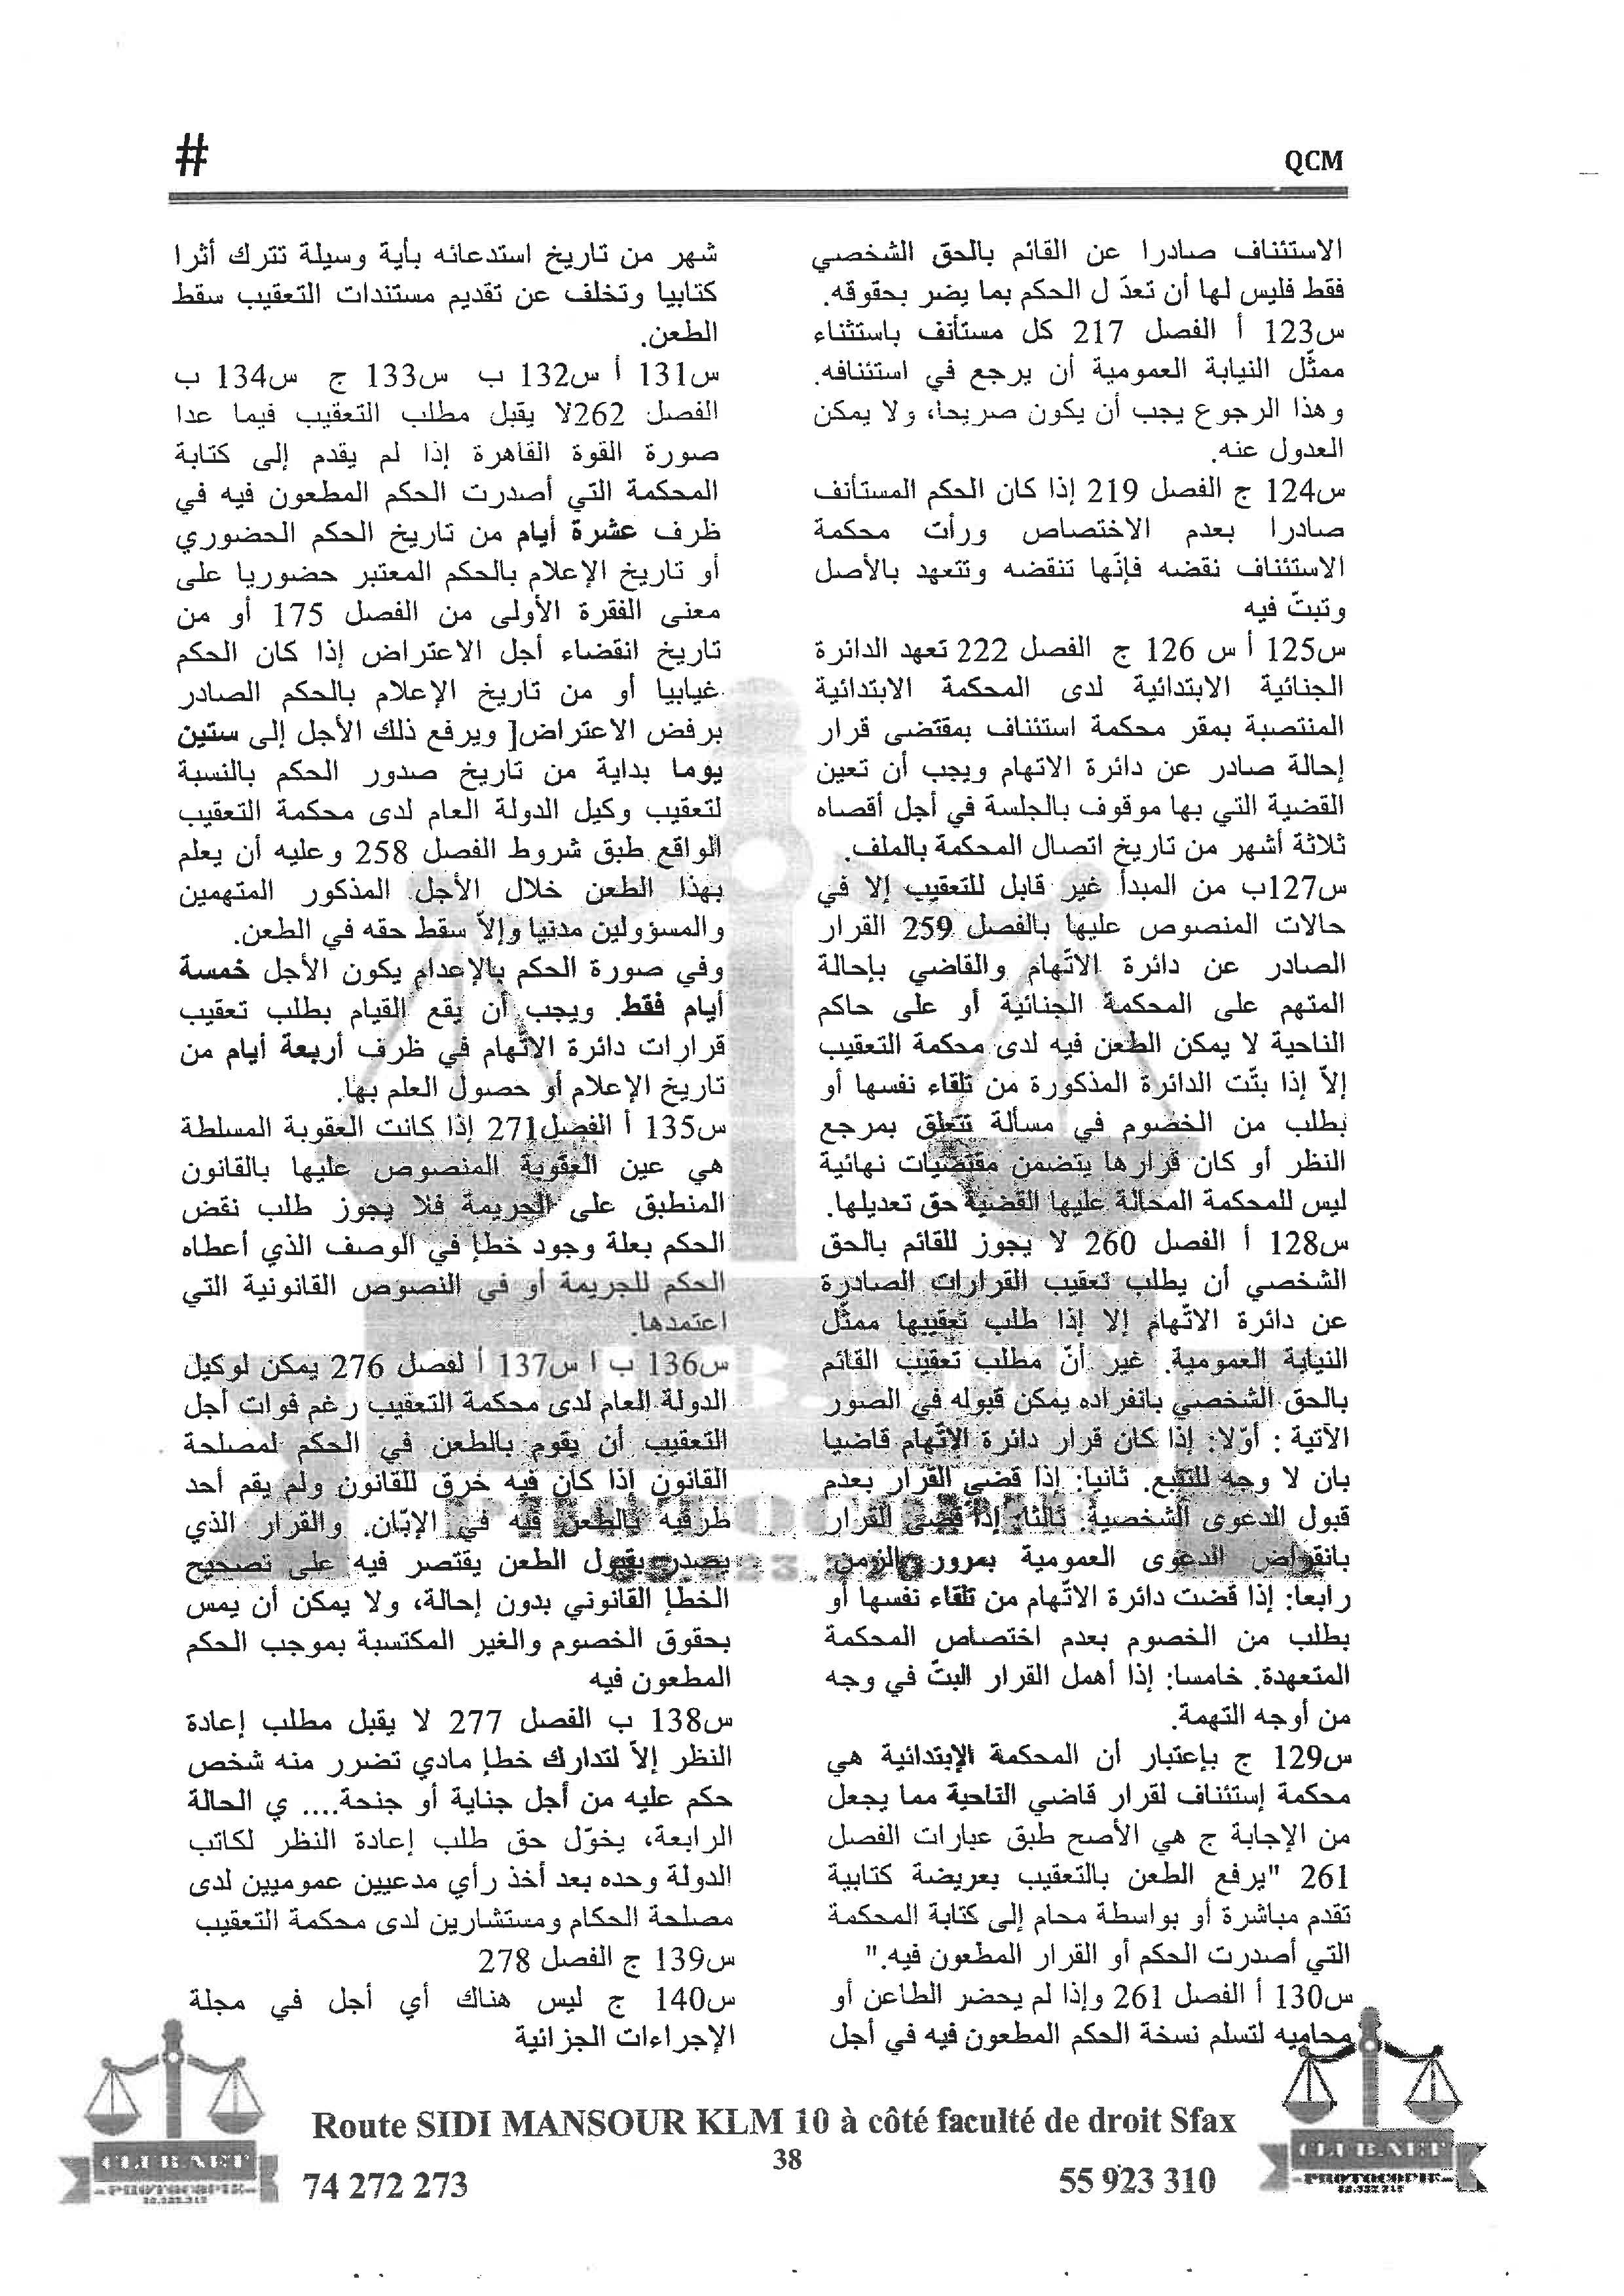 #
QCM
الاستئناف صادرا عن القائم بالحق الشخصي
فقط فليس لها أن تعدّل الحكم بما يضر بحقوقه.
س123 أ الفصل 217 كل مستأنف باستثناء
ممثّل النيابة العمومية أن يرجع في استئنافه.
وهذا الرجوع يجب أن يكون صريحا، ولا يمكن
العدول عنه.
س124 ج الفصل 219 إذا كان الحكم المستأنف
صادرا بعدم الاختصاص ورأت محكمة
الاستئناف نقضه فإنّها تنقضه وتتعهد بالأصل
وتبتّ فيه
س125 أ س 126 ج الفصل 222 تعهد الدائرة
الجنائية الابتدائية لدى المحكمة الابتدائية
المنتصبة بمقر محكمة استئناف بمقتضى قرار
إحالة صادر عن دائرة الاتهام ويجب أن تعين
القضية التي بها موقوف بالجلسة في أجل أقصاه
ثلاثة أشهر من تاريخ اتصال المحكمة بالملف.
س127ب من المبدأ غير قابل للتعقيب إلا في
حالات المنصوص عليها بالفصل 259 القرار
الصادر عن دائرة الاتّهام والقاضي بإحالة
المتهم على المحكمة الجنائية أو على حاكم
الناحية لا يمكن الطعن فيه لدى محكمة التعقيب
إلاّ إذا بتّت الدائرة المذكورة من تلقاء نفسها أو
بطلب من الخصوم في مسألة تتعلق بمرجع
النظر أو كان قرارها يتضمن مقتضيات نهائية
ليس للمحكمة المحالة عليها القضية حق تعديلها.
س128 أ الفصل 260 لا يجوز للقائم بالحق
الشخصي أن يطلب تعقيب القرارات الصادرة
عن دائرة الاتّهام إلا إذا طلب تعقيبها ممثّل
النيابة العمومية. غير أنّ مطلب تعقيب القائم
بالحق الشخصي بانفراده يمكن قبوله في الصور
الآتية : أوّلا: إذا كان قرار دائرة الاتّهام قاضيا
بان لا وجه للتتبع. ثانيا: إذا قضى القرار بعدم
قبول الدعوى الشخصية. ثالثا: إذا قضى القرار
بانقراض الدعوى العمومية بمرور الزمن.
رابعا: إذا قضت دائرة الاتّهام من تلقاء نفسها أو
بطلب من الخصوم بعدم اختصاص المحكمة
المتعهدة. خامسا: إذا أهمل القرار البتّ في وجه
من أوجه التهمة.
س129 ج بإعتبار أن المحكمة الإبتدائية هي
محكمة إستئناف لقرار قاضي الناحية مما يجعل
من الإجابة ج هي الأصح طبق عبارات الفصل
261 "يرفع الطعن بالتعقيب بعريضة كتابية
تقدم مباشرة أو بواسطة محام إلى كتابة المحكمة
التي أصدرت الحكم أو القرار المطعون فيه."
س130 أ الفصل 261 وإذا لم يحضر الطاعن أو
محاميه لتسلم نسخة الحكم المطعون فيه في أجل
شهر من تاريخ استدعائه بأية وسيلة تترك أثرا
كتابيا وتخلف عن تقديم مستندات التعقيب سقط
الطعن.
س131 أ س132 ب س133 ج س134 ب
الفصل 262لا يقبل مطلب التعقيب فيما عدا
صورة القوة القاهرة إذا لم يقدم إلى كتابة
المحكمة التي أصدرت الحكم المطعون فيه في
ظرف عشرة أيام من تاريخ الحكم الحضوري
أو تاريخ الإعلام بالحكم المعتبر حضوريا على
معنى الفقرة الأولى من الفصل 175 أو من
تاريخ انقضاء أجل الاعتراض إذا كان الحكم
غيابيا أو من تاريخ الإعلام بالحكم الصادر
برفض الاعتراض] ويرفع ذلك الأجل إلى ستين
يوما بداية من تاريخ صدور الحكم بالنسبة
لتعقيب وكيل الدولة العام لدى محكمة التعقيب
الواقع طبق شروط الفصل 258 وعليه أن يعلم
بهذا الطعن خلال الأجل المذكور المتهمين
والمسؤولين مدنيا وإلاّ سقط حقه في الطعن.
وفي صورة الحكم بالإعدام يكون الأجل خمسة
أيام فقط. ويجب أن يقع القيام بطلب تعقيب
قرارات دائرة الاتّهام في ظرف أربعة أيام من
تاريخ الإعلام أو حصول العلم بها.
س135 أ الفصل271 إذا كانت العقوبة المسلطة
هي عين العقوبة المنصوص عليها بالقانون
المنطبق على الجريمة فلا يجوز طلب نقض
الحكم بعلة وجود خطإ في الوصف الذي أعطاه
الحكم للجريمة أو في النصوص القانونية التي
اعتمدها.
س136 ب ا س137 أ لفصل 276 يمكن لوكيل
الدولة العام لدى محكمة التعقيب رغم فوات أجل
التعقيب أن يقوم بالطعن في الحكم لمصلحة
القانون إذا كان فيه خرق للقانون ولم يقم أحد
طرفيه بالطعن فيه في الإبّان. والقرار الذي
يصدر بقبول الطعن يقتصر فيه على تصحيح
الخطإ القانوني بدون إحالة، ولا يمكن أن يمس
بحقوق الخصوم والغير المكتسبة بموجب الحكم
المطعون فيه
س138 ب الفصل 277 لا يقبل مطلب إعادة
النظر إلاّ لتدارك خطإ مادي تضرر منه شخص
حكم عليه من أجل جناية أو جنحة.... ي الحالة
الرابعة، يخوّل حق طلب إعادة النظر لكاتب
الدولة وحده بعد أخذ رأي مدعيين عموميين لدى
مصلحة الحكام ومستشارين لدى محكمة التعقيب
س139 ج الفصل 278
س140 ج ليس هناك أي أجل في مجلة
الإجراءات الجزائية
Route SIDI MANSOUR KLM 10 à côté faculté de droit Sfax
38
74 272 273
55 923 310
CLUB.NET
PHOTOCOPIE
CLUB.NET
PHOTOCOPIE